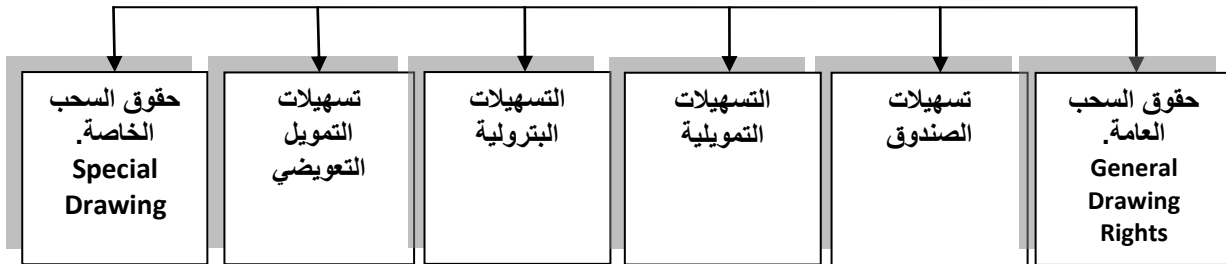 حقوق السحب
العامة.
General
Drawing
Rights
تسهيلات
الصندوق
التسهيلات
التمويلية
التسهيلات
البترولية
تسهيلات
التمويل
التعويضي
حقوق السحب
الخاصة.
Special
Drawing